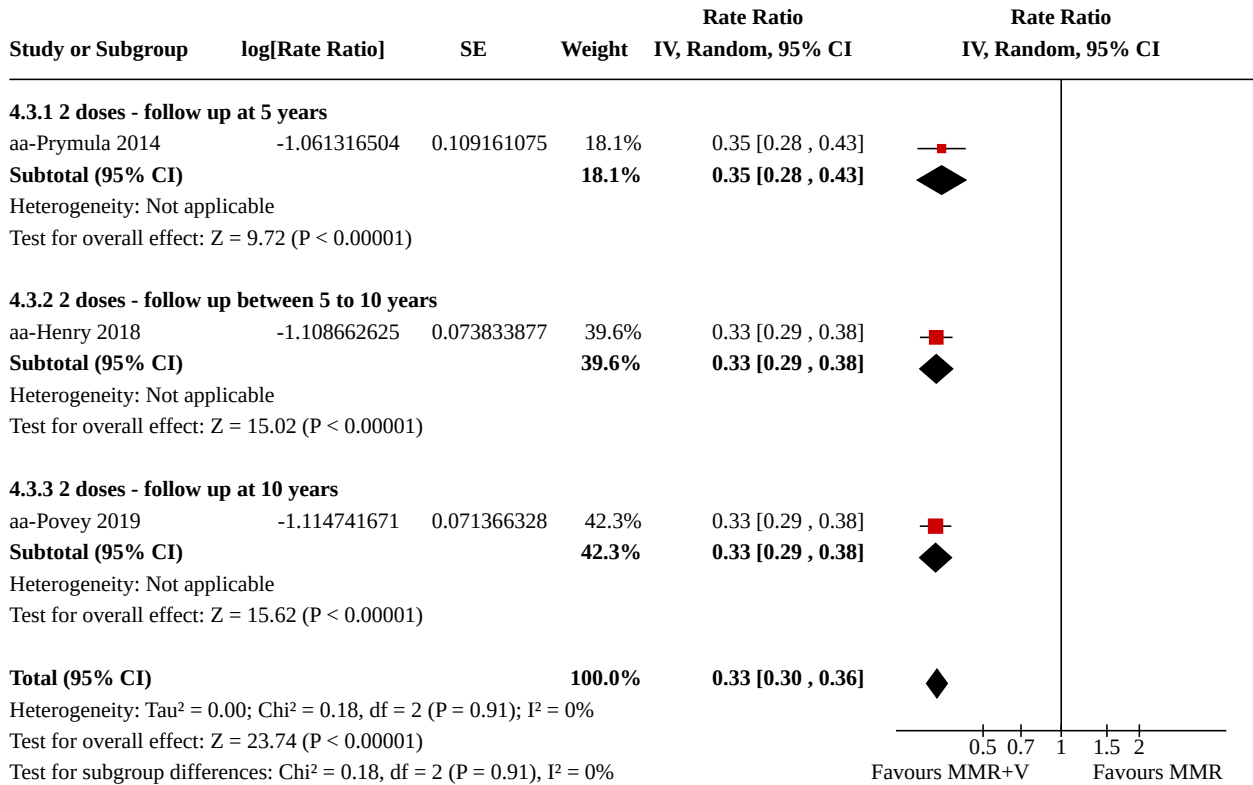 Rate Ratio Rate Ratio
Study or Subgroup log[Rate Ratio] SE Weight IV, Random, 95% CI IV, Random, 95% CI
4.3.1 2 doses - follow up at 5 years
aa-Prymula 2014 -1.061316504 0.109161075 18.1% 0.35 [0.28 , 0.43]
Subtotal (95% CI) 18.1% 0.35 [0.28 , 0.43]
Heterogeneity: Not applicable
Test for overall effect: Z = 9.72 (P < 0.00001)
4.3.2 2 doses - follow up between 5 to 10 years
aa-Henry 2018 -1.108662625 0.073833877 39.6% 0.33 [0.29 , 0.38]
Subtotal (95% CI) 39.6% 0.33 [0.29 , 0.38]
Heterogeneity: Not applicable
Test for overall effect: Z = 15.02 (P < 0.00001)
4.3.3 2 doses - follow up at 10 years
aa-Povey 2019 -1.114741671 0.071366328 42.3% 0.33 [0.29 , 0.38]
Subtotal (95% CI) 42.3% 0.33 [0.29 , 0.38]
Heterogeneity: Not applicable
Test for overall effect: Z = 15.62 (P < 0.00001)
Total (95% CI) 100.0% 0.33 [0.30 , 0.36]
Heterogeneity: Tau² = 0.00; Chi² = 0.18, df = 2 (P = 0.91); I² = 0%
Test for overall effect: Z = 23.74 (P < 0.00001) 0.5 0.7 1 1.5 2
Test for subgroup differences: Chi² = 0.18, df = 2 (P = 0.91), I² = 0% Favours MMR+V Favours MMR